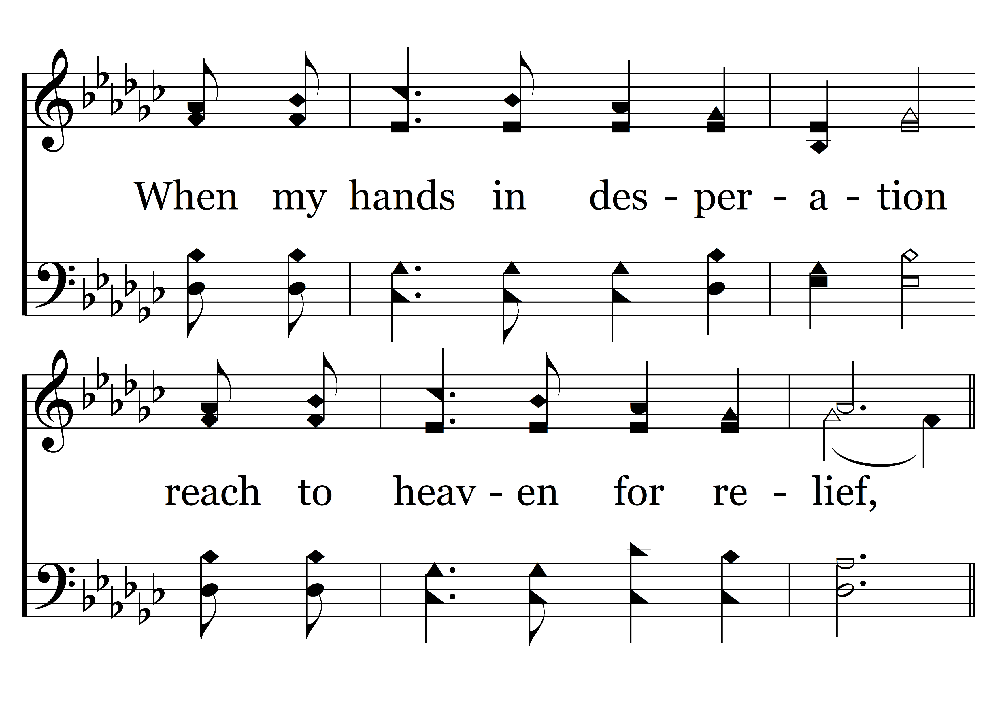 When my hands in des - per - a - tion
reach to heav - en for re - lief,